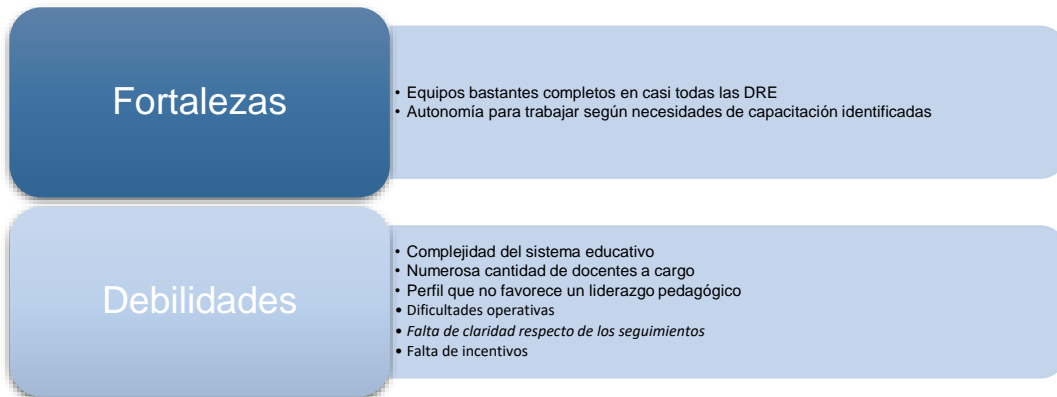 Fortalezas
• Equipos bastantes completos en casi todas las DRE
• Autonomía para trabajar según necesidades de capacitación identificadas
Debilidades
• Complejidad del sistema educativo
• Numerosa cantidad de docentes a cargo
• Perfil que no favorece un liderazgo pedagógico
• Dificultades operativas
• Falta de claridad respecto de los seguimientos
• Falta de incentivos